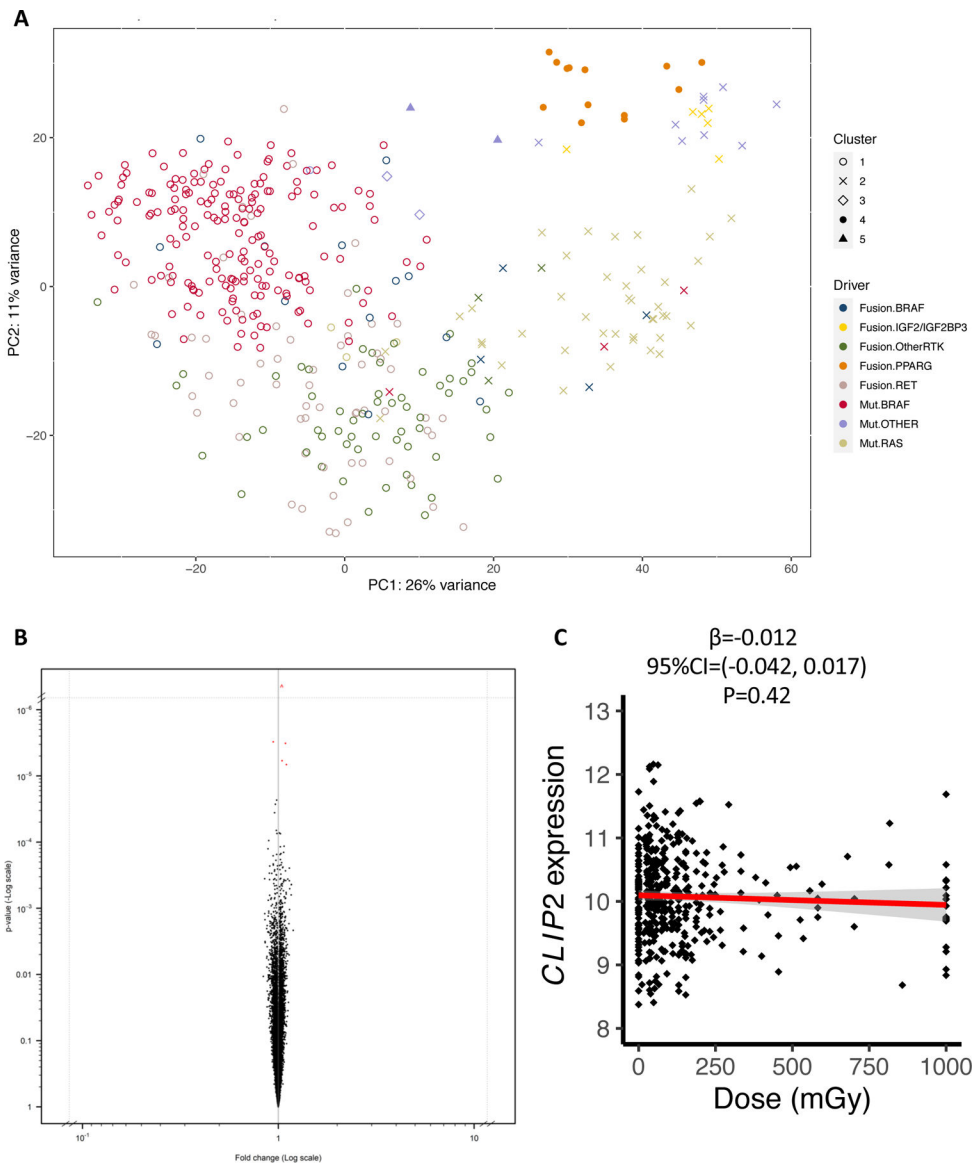 A
20
0
−20
PC2: 11% variance
−20
0
20
40
60
PC1: 26% variance
Cluster
1
2
3
4
5
Driver
Fusion.BRAF
Fusion.IGF2/IGF2BP3
Fusion.OtherRTK
Fusion.PPARG
Fusion.RET
Mut.BRAF
Mut.OTHER
Mut.RAS
B
10⁻⁶
10⁻⁵
10⁻⁴
10⁻³
0.01
0.1
1
p-value (-Log scale)
10⁻¹
1
10
Fold change (Log scale)
C
β=-0.012
95%CI=(-0.042, 0.017)
P=0.42
13
12
11
10
9
8
CLIP2 expression
0
250
500
750
1000
Dose (mGy)